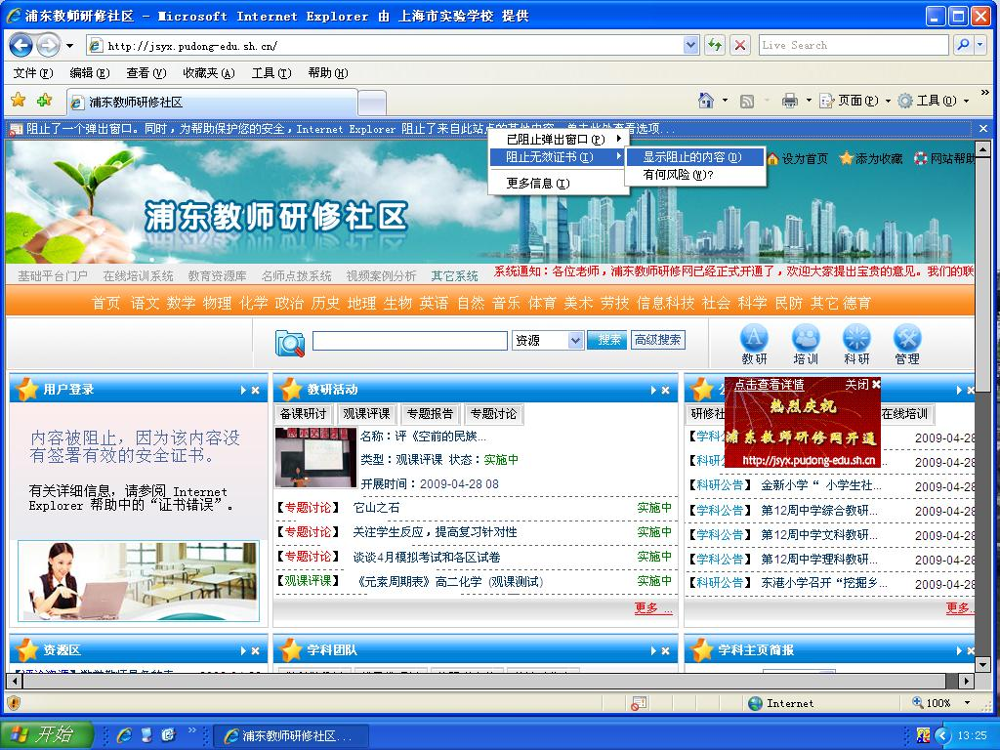 浦东教师研修社区 - Microsoft Internet Explorer 由 上海市实验学校 提供
http://jsyx.pudong-edu.sh.cn/
Live Search
文件(F) 编辑(E) 查看(V) 收藏夹(A) 工具(T) 帮助(H)
浦东教师研修社区
页面(P) 工具(O) »
阻止了一个弹出窗口。同时，为帮助保护您的安全，Internet Explorer 阻止了来自此站点的其他内容。单击此处查看选项...
已阻止弹出窗口(P)
阻止无效证书(I)
更多信息(I)
显示阻止的内容(D)
有何风险(W)?
设为首页 添为收藏 网站帮助
浦东教师研修社区
基础平台门户 在线培训系统 教育资源库 名师点拨系统 视频案例分析 其它系统
系统通知：各位老师，浦东教师研修网已经正式开通了，欢迎大家提出宝贵的意见。我们的联
首页 语文 数学 物理 化学 政治 历史 地理 生物 英语 自然 音乐 体育 美术 劳技 信息科技 社会 科学 民防 其它 德育
资源 搜索 高级搜索
教研 培训 科研 管理
用户登录
内容被阻止，因为该内容没
有签署有效的安全证书。
有关详细信息，请参阅 Internet
Explorer 帮助中的“证书错误”。
教研活动
备课研讨 观课评课 专题报告 专题讨论
名称：评《空前的民族...
类型：观课评课 状态：实施中
开展时间：2009-04-28 08
【专题讨论】 它山之石 实施中
【专题讨论】 关注学生反应，提高复习针对性 实施中
【专题讨论】 谈谈4月模拟考试和各区试卷 实施中
【观课评课】 《元素周期表》高二化学（观课测试） 实施中
更多 ...
点击查看详情 关闭
热烈庆祝
浦东教师研修网开通
http://jsyx.pudong-edu.sh.cn
研修社 在线培训
【学科 2009-04-28
【科研 2009-04-28
【科研公告】 金新小学“ 小学生社... 2009-04-28
【学科公告】 第12周中学综合教研... 2009-04-28
【学科公告】 第12周中学文科教研... 2009-04-28
【学科公告】 第12周中学理科教研... 2009-04-28
【科研公告】 东港小学召开“挖掘乡... 2009-04-28
更多..
资源区
学科团队
学科主页简报
Internet 100%
开始
浦东教师研修社区...
13:25